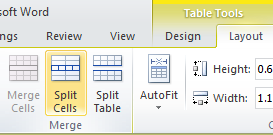 soft Word
Table Tools
ngs Review View Design Layout
Merge Cells
Split Cells
Split Table
AutoFit
Height: 0.6
Width: 1.1
Merge